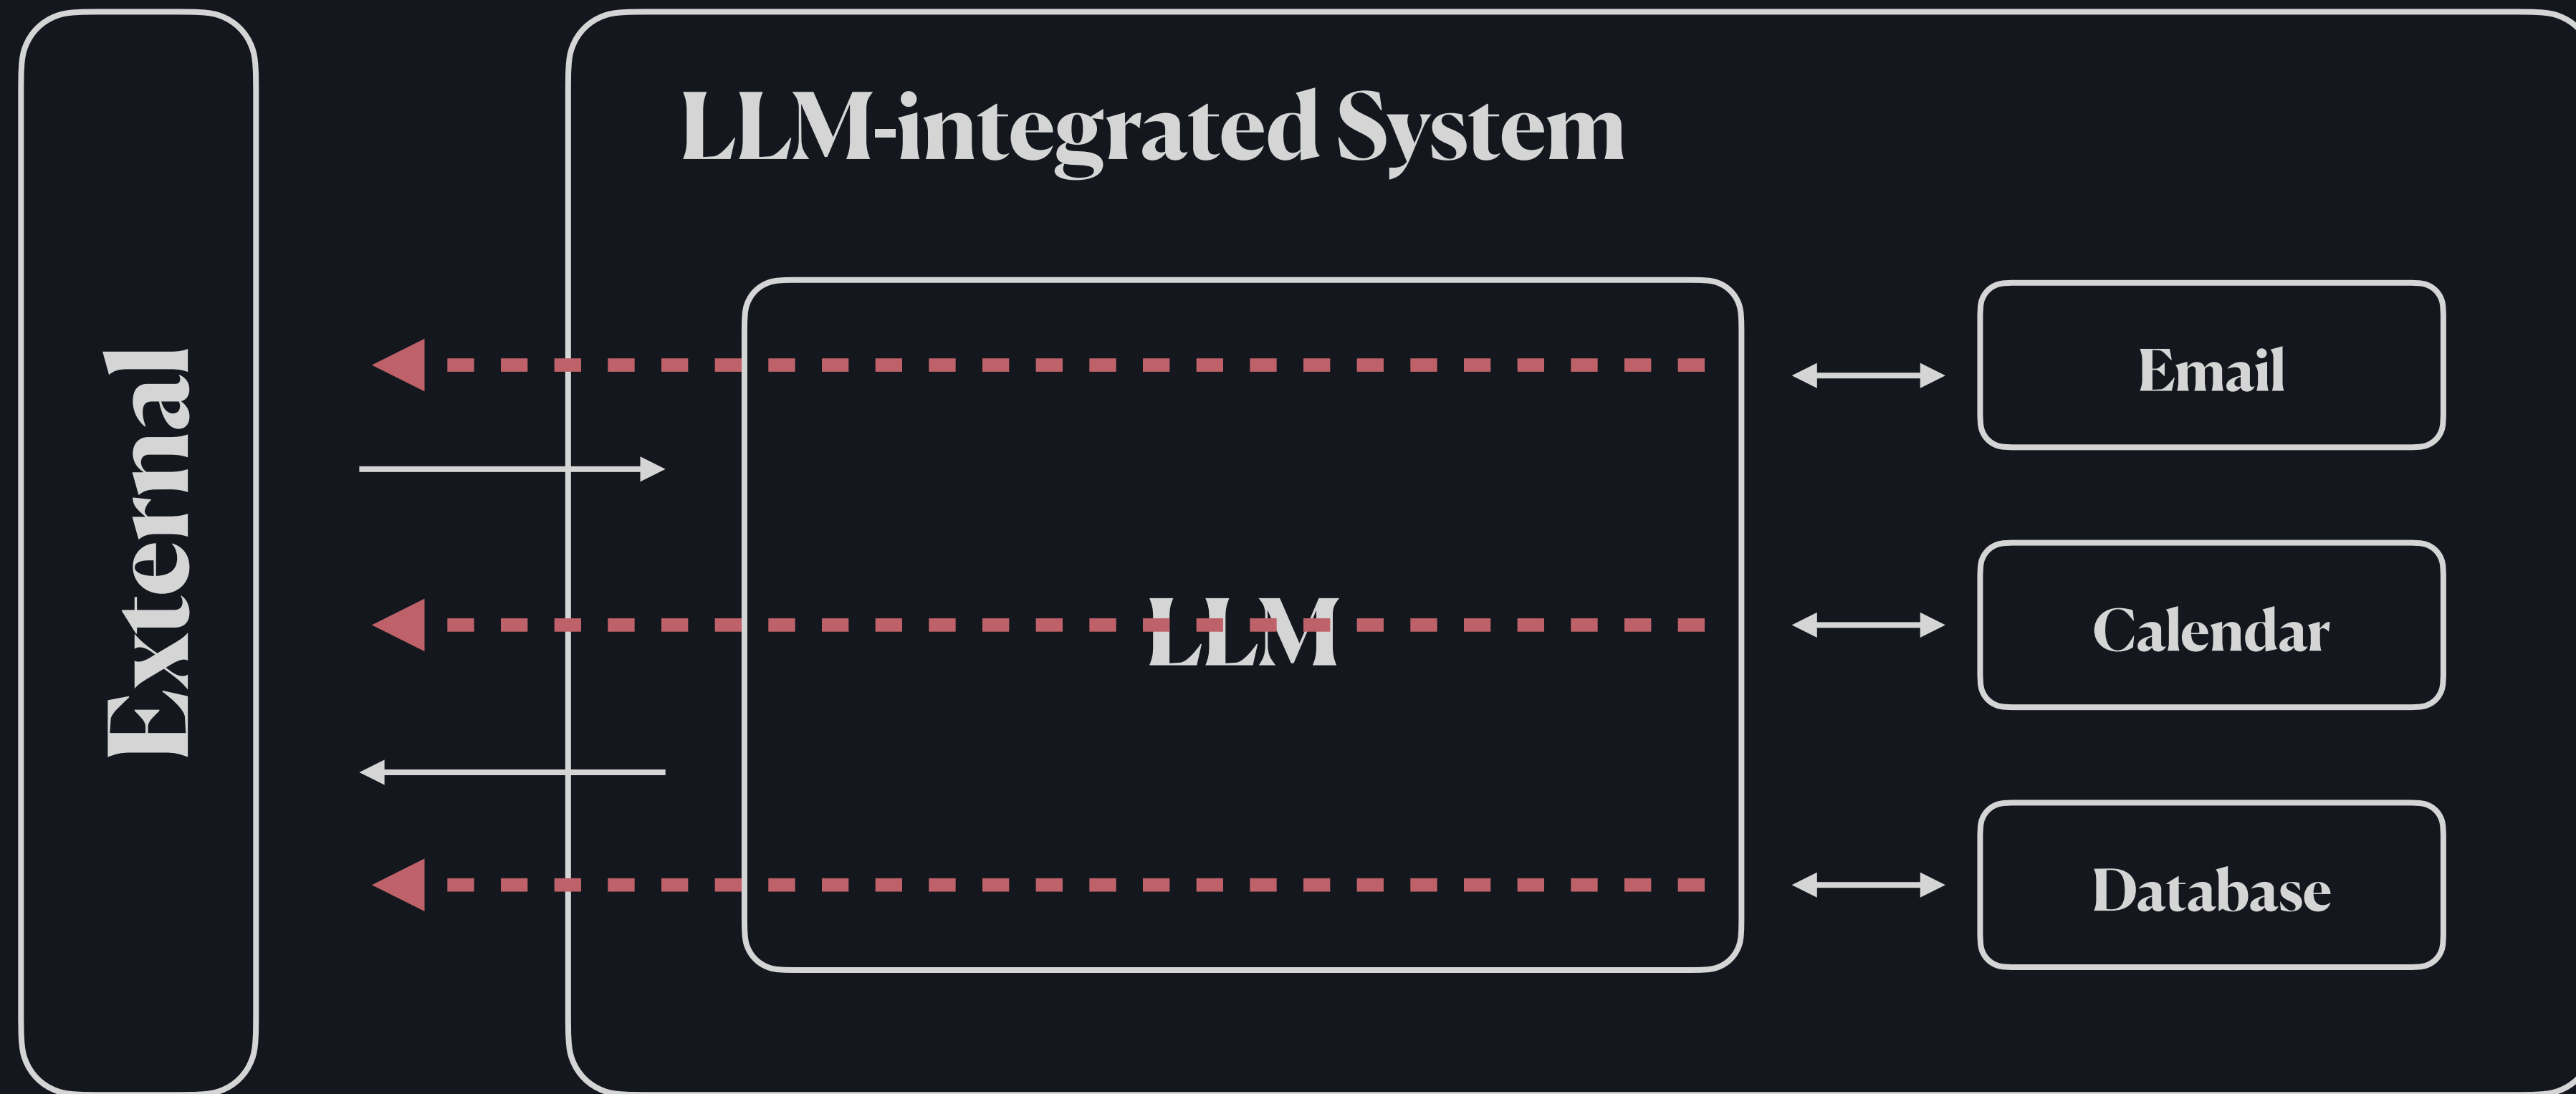 External
LLM-integrated System
LLM
Email
Calendar
Database